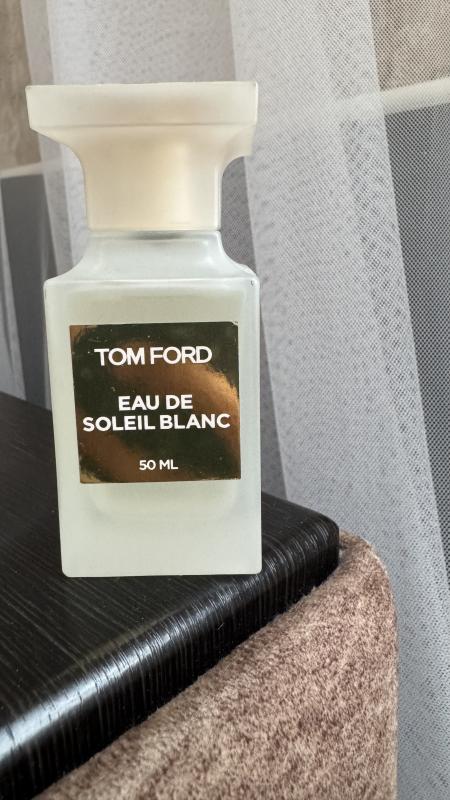 TOM FORD
EAU DE
SOLEIL BLANC
50 ML